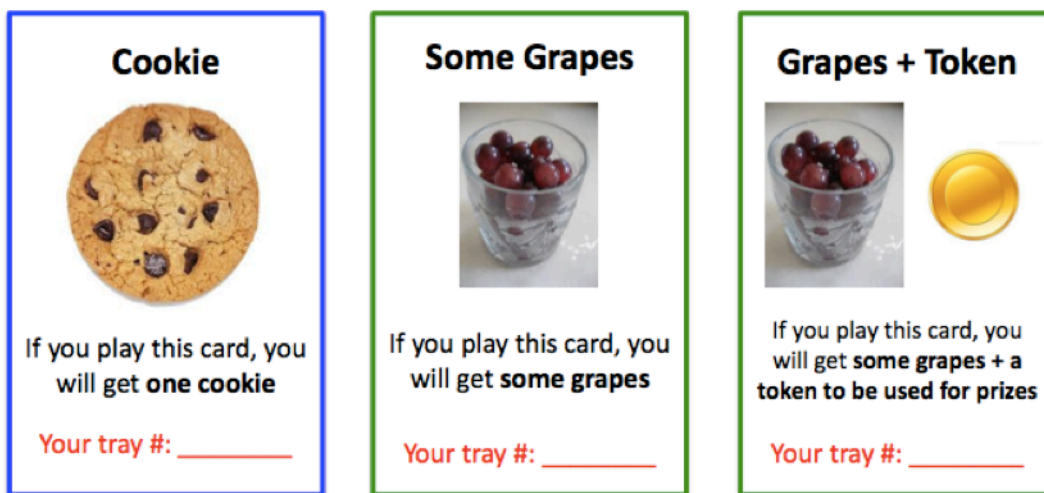 Cookie
If you play this card, you
will get one cookie
Your tray #: ________
Some Grapes
If you play this card, you
will get some grapes
Your tray #: ________
Grapes + Token
If you play this card, you
will get some grapes + a
token to be used for prizes
Your tray #: ________